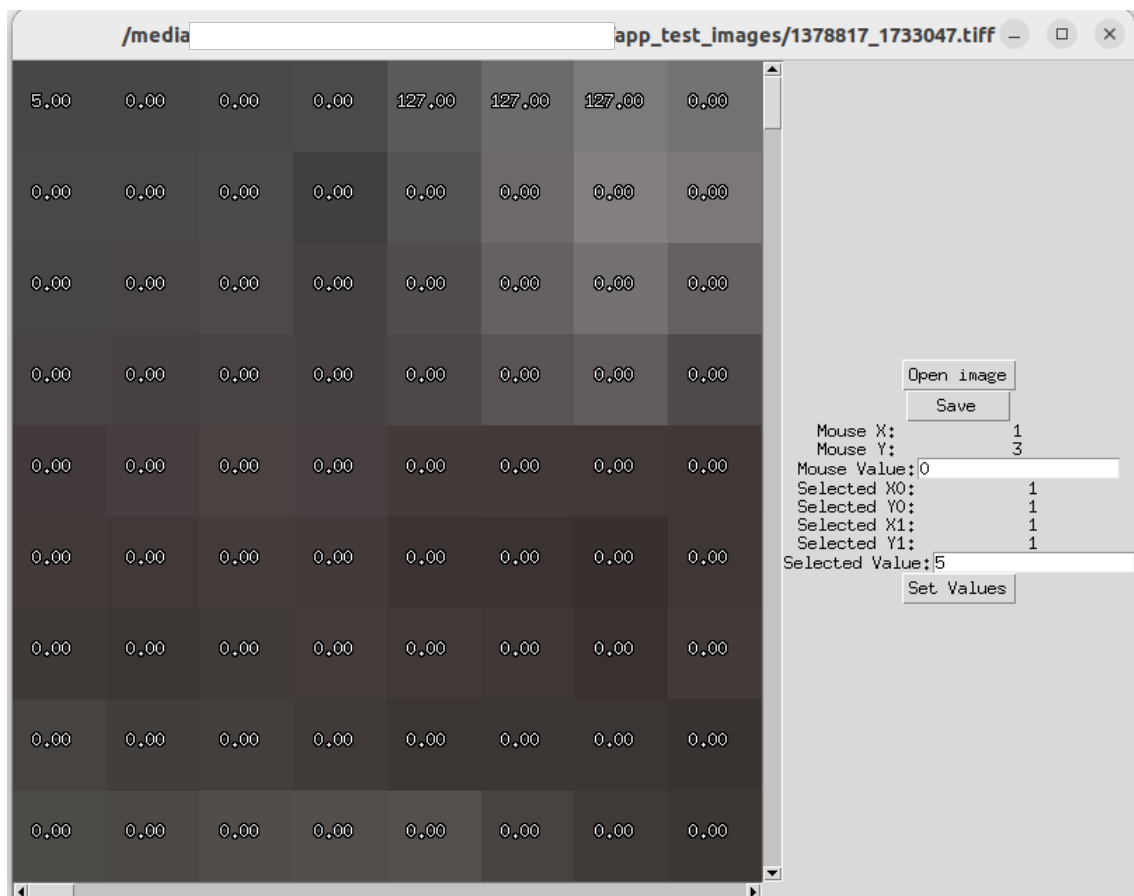 /media app_test_images/1378817_1733047.tiff
5.00 0.00 0.00 0.00 127.00 127.00 127.00 0.00
0.00 0.00 0.00 0.00 0.00 0.00 0.00 0.00
0.00 0.00 0.00 0.00 0.00 0.00 0.00 0.00
0.00 0.00 0.00 0.00 0.00 0.00 0.00 0.00
0.00 0.00 0.00 0.00 0.00 0.00 0.00 0.00
0.00 0.00 0.00 0.00 0.00 0.00 0.00 0.00
0.00 0.00 0.00 0.00 0.00 0.00 0.00 0.00
0.00 0.00 0.00 0.00 0.00 0.00 0.00 0.00
0.00 0.00 0.00 0.00 0.00 0.00 0.00 0.00
Open image
Save
Mouse X: 1
Mouse Y: 3
Mouse Value: 0
Selected X0: 1
Selected Y0: 1
Selected X1: 1
Selected Y1: 1
Selected Value: 5
Set Values